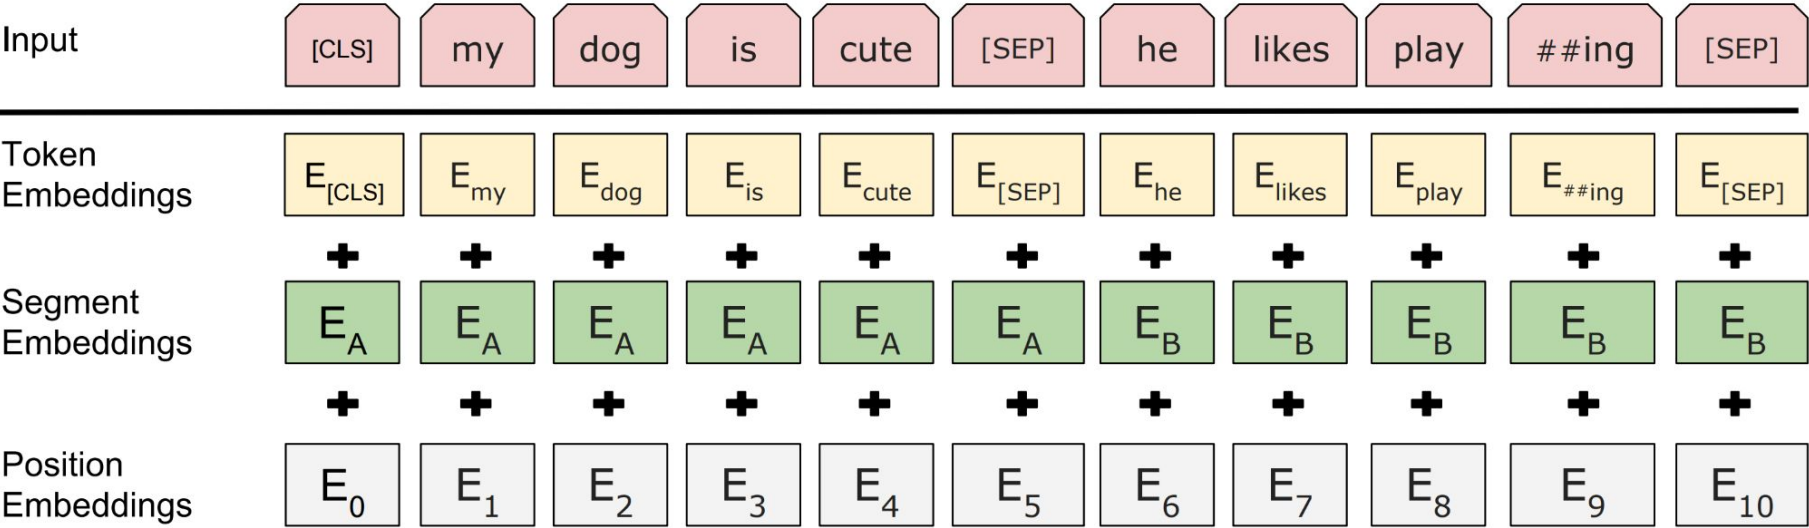 Input [CLS] my dog is cute [SEP] he likes play ##ing [SEP]
Token Embeddings E[CLS] Emy Edog Eis Ecute E[SEP] Ehe Elikes Eplay E##ing E[SEP]
+ + + + + + + + + + +
Segment Embeddings EA EA EA EA EA EA EB EB EB EB EB
+ + + + + + + + + + +
Position Embeddings E0 E1 E2 E3 E4 E5 E6 E7 E8 E9 E10